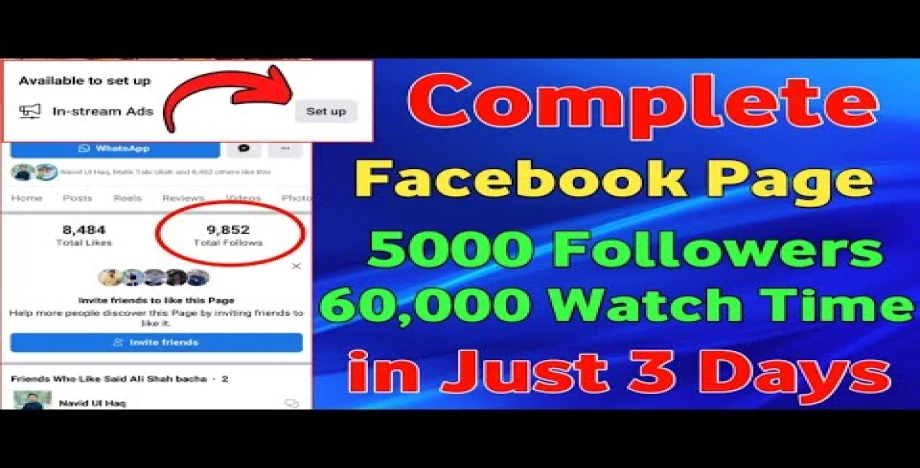 Available to set up
In-stream Ads
Set up
WhatsApp
Navid Ul Haq, Malik Tabi Ullah and 8,482 others like this
Home Posts Reels Reviews Videos Photo
8,484 9,852
Total Likes Total Follows
Invite friends to like this Page
Help more people discover this Page by inviting friends to
like it.
Invite friends
Friends Who Like Said Ali Shah bacha · 2
Navid Ul Haq
Complete
Facebook Page
5000 Followers
60,000 Watch Time
in Just 3 Days